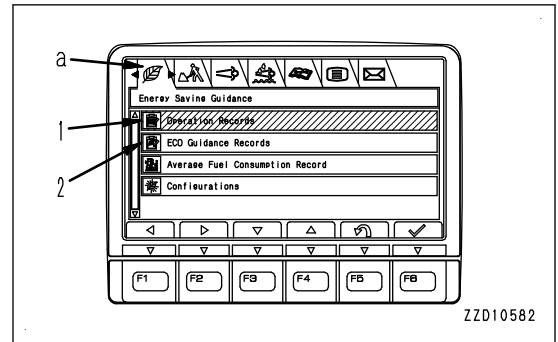 a
Energy Saving Guidance
1
Operation Records
2
ECO Guidance Records
Average Fuel Consumption Record
Configurations
F1 F2 F3 F4 F5 F6
ZZD10582